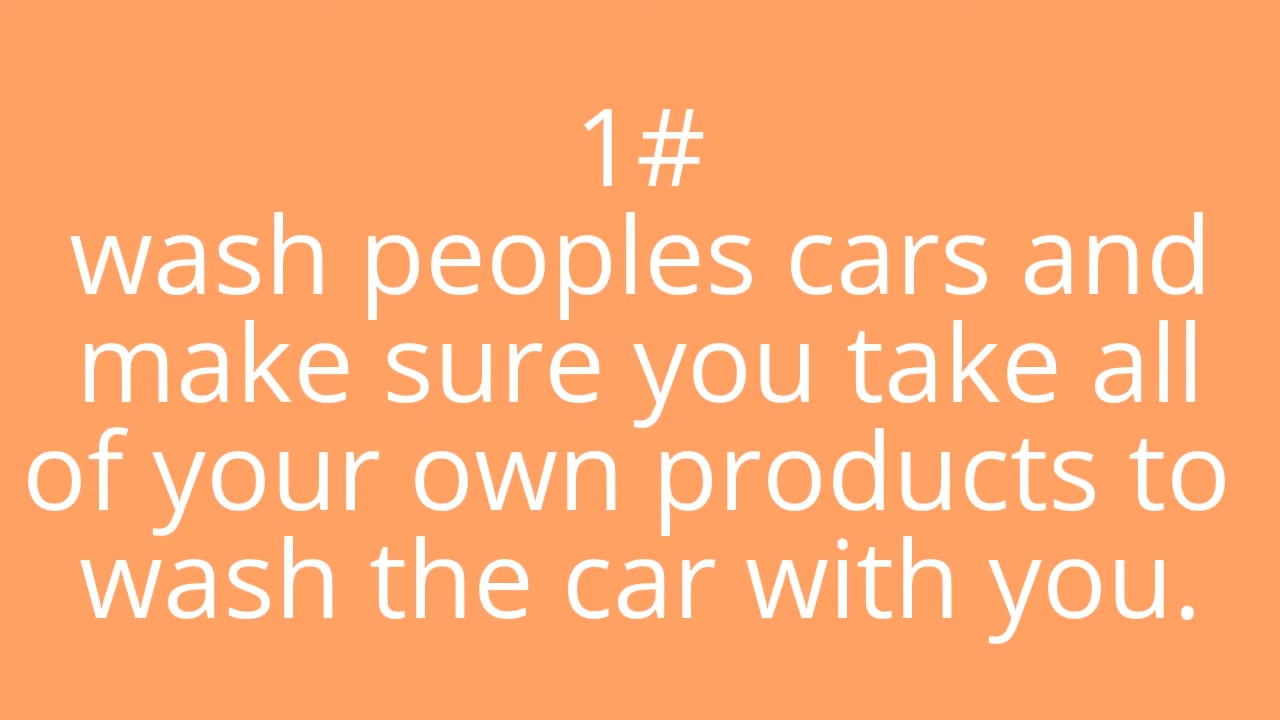 1#
wash peoples cars and
make sure you take all
of your own products to
wash the car with you.